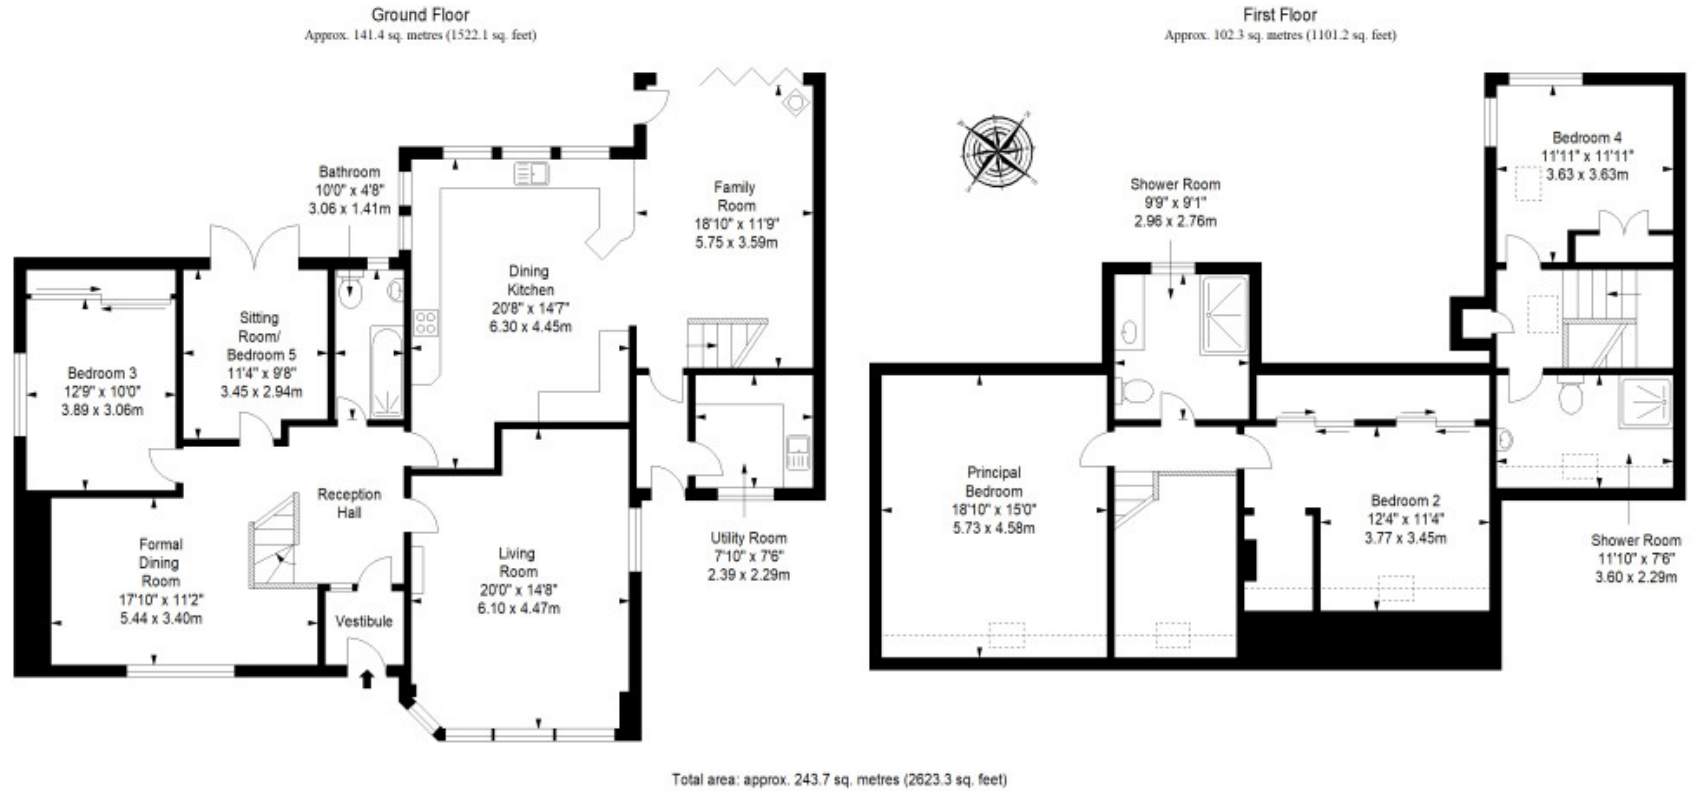 Ground Floor
Approx. 141.4 sq. metres (1522.1 sq. feet)
First Floor
Approx. 102.3 sq. metres (1101.2 sq. feet)
Bathroom
10'0" x 4'8"
3.06 x 1.41m
Family
Room
18'10" x 11'9"
5.75 x 3.59m
Dining
Kitchen
20'8" x 14'7"
6.30 x 4.45m
Sitting
Room/
Bedroom 5
11'4" x 9'8"
3.45 x 2.94m
Bedroom 3
12'9" x 10'0"
3.89 x 3.06m
Reception
Hall
Formal
Dining
Room
17'10" x 11'2"
5.44 x 3.40m
Vestibule
Living
Room
20'0" x 14'8"
6.10 x 4.47m
Utility Room
7'10" x 7'6"
2.39 x 2.29m
Shower Room
9'9" x 9'1"
2.96 x 2.76m
Bedroom 4
11'11" x 11'11"
3.63 x 3.63m
Principal
Bedroom
18'10" x 15'0"
5.73 x 4.58m
Bedroom 2
12'4" x 11'4"
3.77 x 3.45m
Shower Room
11'10" x 7'6"
3.60 x 2.29m
Total area: approx. 243.7 sq. metres (2623.3 sq. feet)